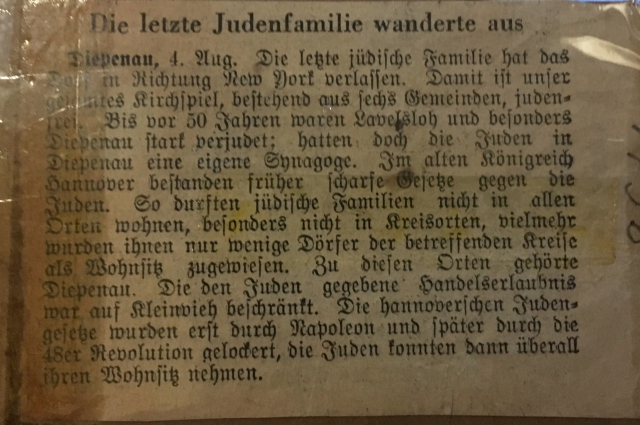 Die letzte Judenfamilie wanderte aus
Diepenau, 4. Aug. Die letzte jüdische Familie hat das
Dorf in Richtung New York verlassen. Damit ist unser
gesamtes Kirchspiel, bestehend aus sechs Gemeinden, juden-
frei. Bis vor 50 Jahren waren Lavelsloh und besonders
Diepenau stark verjudet; hatten doch die Juden in
Diepenau eine eigene Synagoge. Im alten Königreich
Hannover bestanden früher scharfe Gesetze gegen die
Juden. So durften jüdische Familien nicht in allen
Orten wohnen, besonders nicht in Kreisorten, vielmehr
wurden ihnen nur wenige Dörfer der betreffenden Kreise
als Wohnsitz zugewiesen. Zu diesen Orten gehörte
Diepenau. Die den Juden gegebene Handelserlaubnis
war auf Kleinvieh beschränkt. Die hannoverschen Juden-
gesetze wurden erst durch Napoleon und später durch die
48er Revolution gelockert, die Juden konnten dann überall
ihren Wohnsitz nehmen.